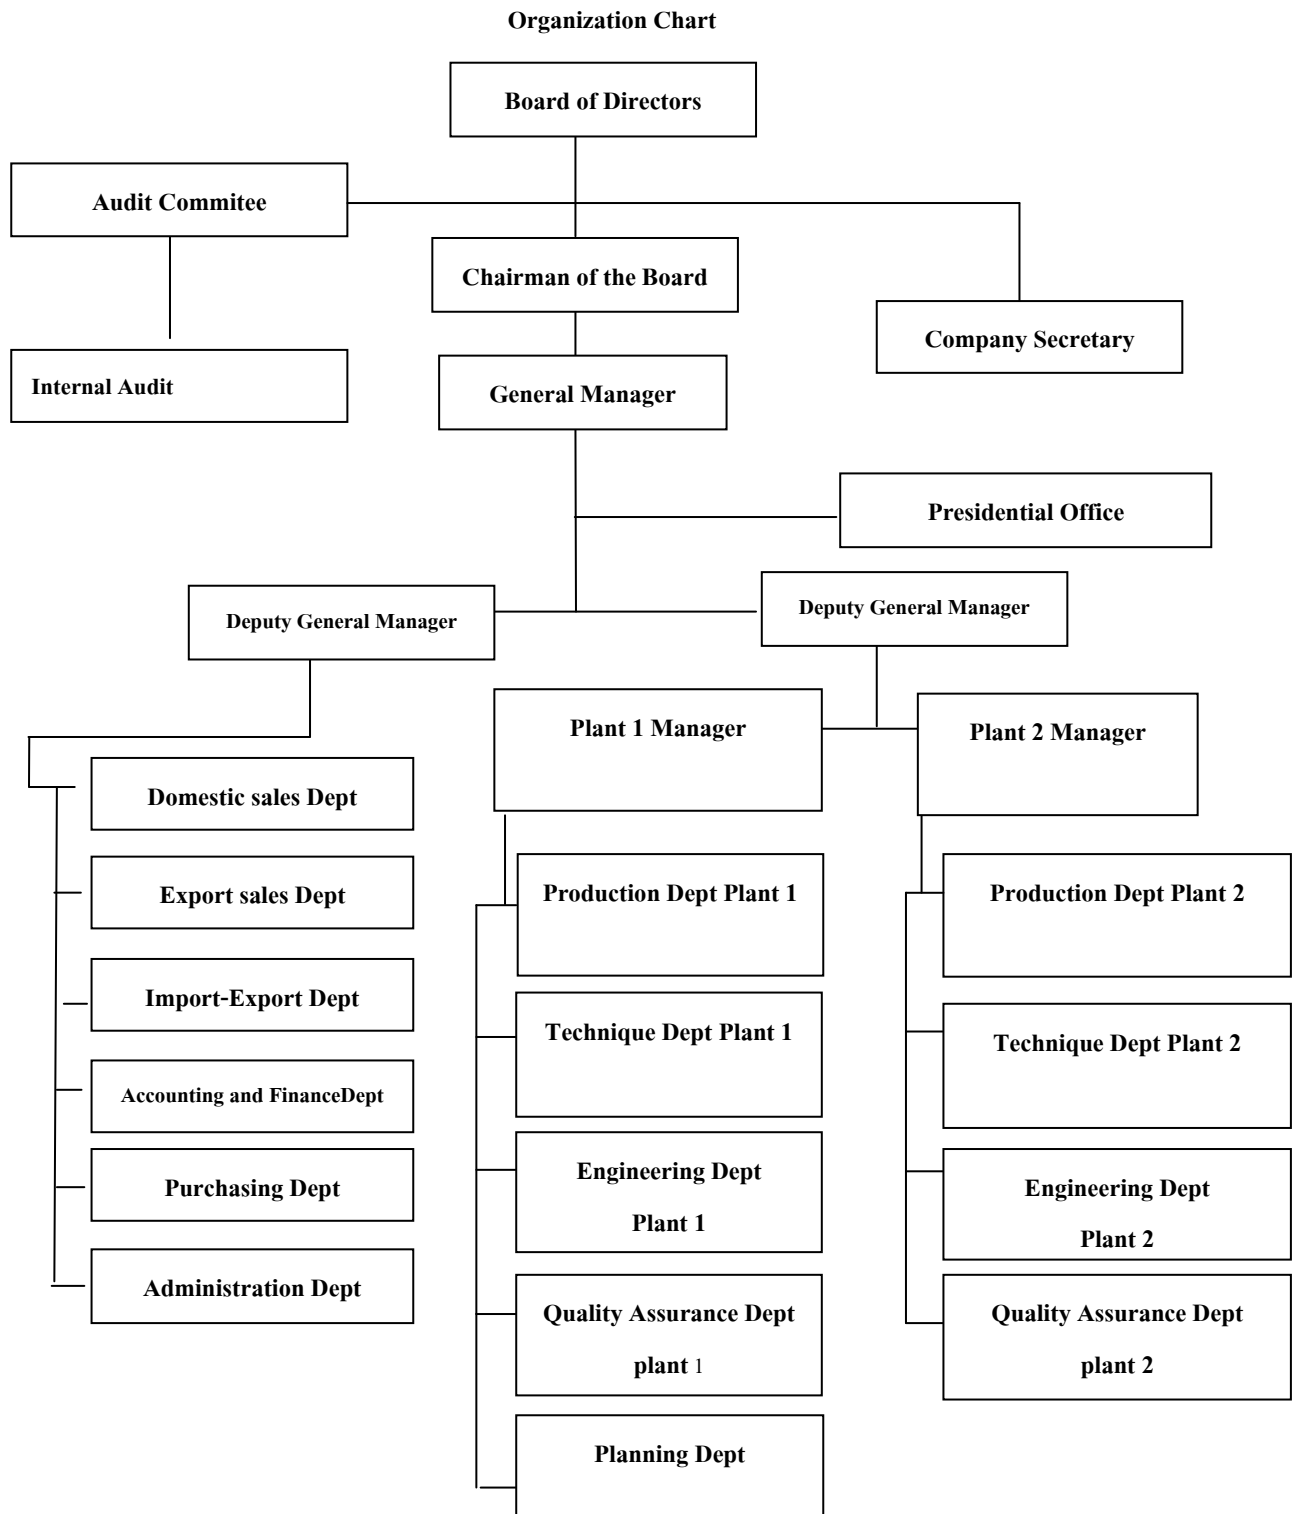 Organization Chart
Board of Directors
Audit Commitee
Chairman of the Board
Company Secretary
Internal Audit
General Manager
Presidential Office
Deputy General Manager
Deputy General Manager
Plant 1 Manager
Plant 2 Manager
Domestic sales Dept
Export sales Dept
Import-Export Dept
Accounting and FinanceDept
Purchasing Dept
Administration Dept
Production Dept Plant 1
Technique Dept Plant 1
Engineering Dept
Plant 1
Quality Assurance Dept
plant 1
Planning Dept
Production Dept Plant 2
Technique Dept Plant 2
Engineering Dept
Plant 2
Quality Assurance Dept
plant 2